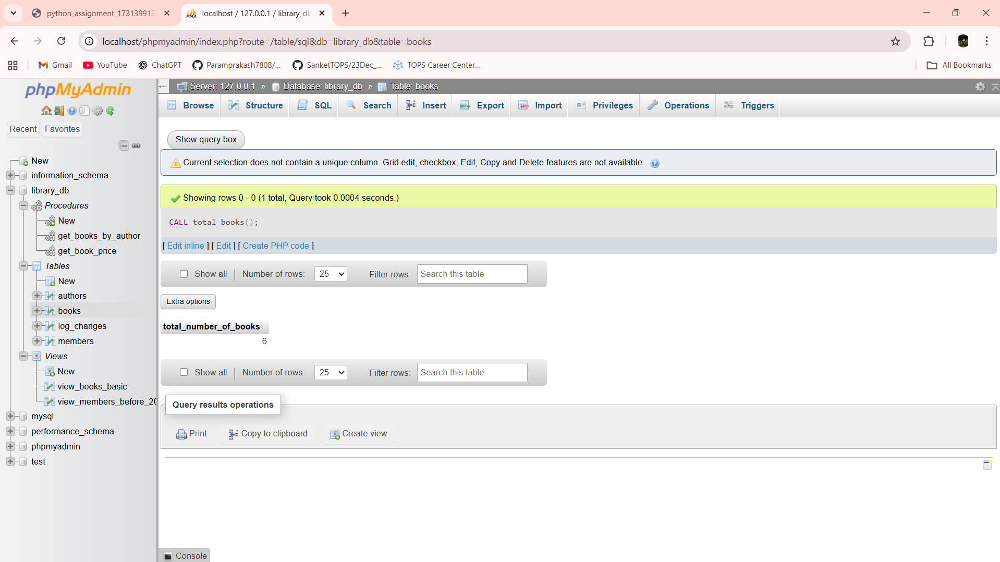 python_assignment_173139913
localhost / 127.0.0.1 / library_db
localhost/phpmyadmin/index.php?route=/table/sql&db=library_db&table=books
Gmail
YouTube
ChatGPT
Paramprakash7808/...
SanketTOPS/23Dec_...
TOPS Career Center...
All Bookmarks
phpMyAdmin
Recent
Favorites
New
information_schema
library_db
Procedures
New
get_books_by_author
get_book_price
Tables
New
authors
books
log_changes
members
Views
New
view_books_basic
view_members_before_20
mysql
performance_schema
phpmyadmin
test
Server: 127.0.0.1 » Database: library_db » Table: books
Browse
Structure
SQL
Search
Insert
Export
Import
Privileges
Operations
Triggers
Show query box
Current selection does not contain a unique column. Grid edit, checkbox, Edit, Copy and Delete features are not available.
Showing rows 0 - 0 (1 total, Query took 0.0004 seconds.)
CALL total_books();
[ Edit inline ] [ Edit ] [ Create PHP code ]
Show all | Number of rows: 25 Filter rows: Search this table
Extra options
total_number_of_books
6
Show all | Number of rows: 25 Filter rows: Search this table
Query results operations
Print
Copy to clipboard
Create view
Console